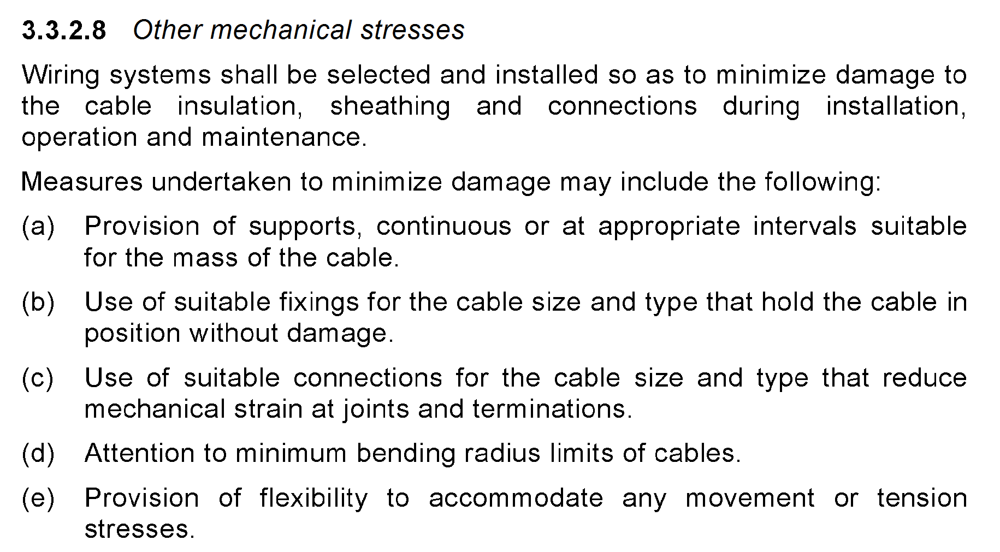 3.3.2.8 Other mechanical stresses
Wiring systems shall be selected and installed so as to minimize damage to
the cable insulation, sheathing and connections during installation,
operation and maintenance.
Measures undertaken to minimize damage may include the following:
(a) Provision of supports, continuous or at appropriate intervals suitable
for the mass of the cable.
(b) Use of suitable fixings for the cable size and type that hold the cable in
position without damage.
(c) Use of suitable connections for the cable size and type that reduce
mechanical strain at joints and terminations.
(d) Attention to minimum bending radius limits of cables.
(e) Provision of flexibility to accommodate any movement or tension
stresses.